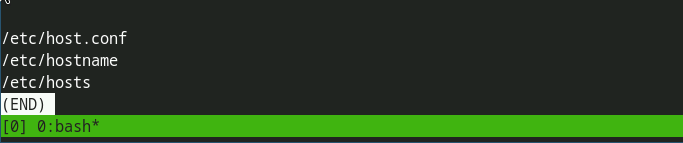 /etc/host.conf
/etc/hostname
/etc/hosts
(END)
[0] 0:bash*